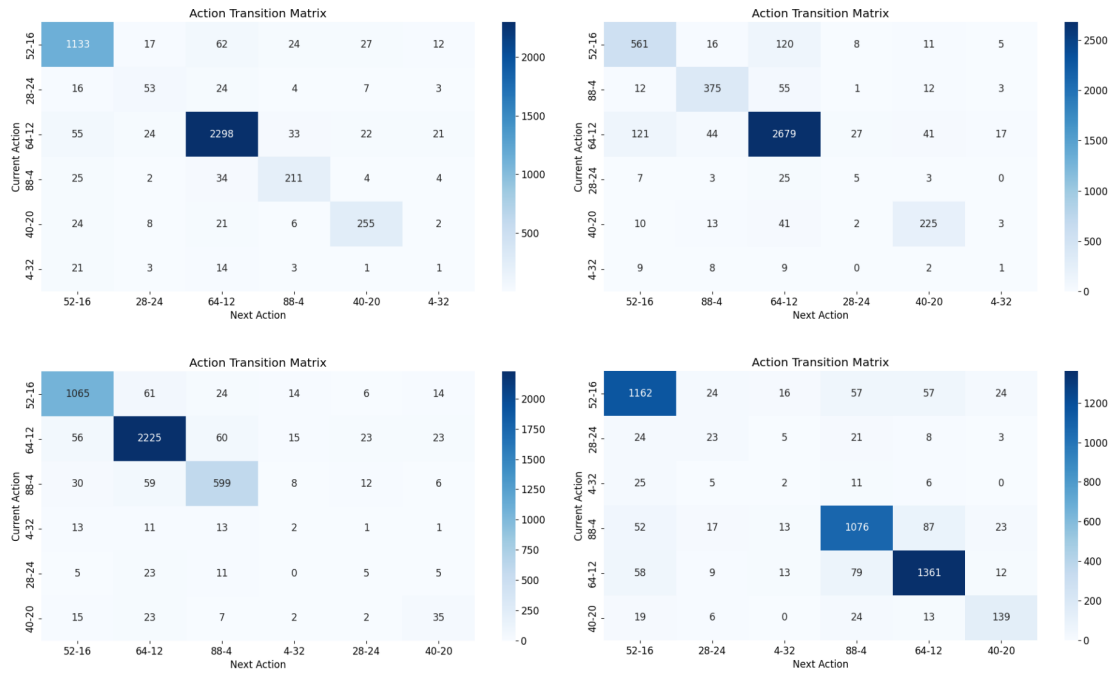 Action Transition Matrix
Current Action
52-16 1133 17 62 24 27 12
28-24 16 53 24 4 7 3
64-12 55 24 2298 33 22 21
88-4 25 2 34 211 4 4
40-20 24 8 21 6 255 2
4-32 21 3 14 3 1 1
52-16 28-24 64-12 88-4 40-20 4-32
Next Action
2000
1500
1000
500
Action Transition Matrix
Current Action
52-16 561 16 120 8 11 5
88-4 12 375 55 1 12 3
64-12 121 44 2679 27 41 17
28-24 7 3 25 5 3 0
40-20 10 13 41 2 225 3
4-32 9 8 9 0 2 1
52-16 88-4 64-12 28-24 40-20 4-32
Next Action
2500
2000
1500
1000
500
0
Action Transition Matrix
Current Action
52-16 1065 61 24 14 6 14
64-12 56 2225 60 15 23 23
88-4 30 59 599 8 12 6
4-32 13 11 13 2 1 1
28-24 5 23 11 0 5 5
40-20 15 23 7 2 2 35
52-16 64-12 88-4 4-32 28-24 40-20
Next Action
2000
1750
1500
1250
1000
750
500
250
0
Action Transition Matrix
Current Action
52-16 1162 24 16 57 57 24
28-24 24 23 5 21 8 3
4-32 25 5 2 11 6 0
88-4 52 17 13 1076 87 23
64-12 58 9 13 79 1361 12
40-20 19 6 0 24 13 139
52-16 28-24 4-32 88-4 64-12 40-20
Next Action
1200
1000
800
600
400
200
0